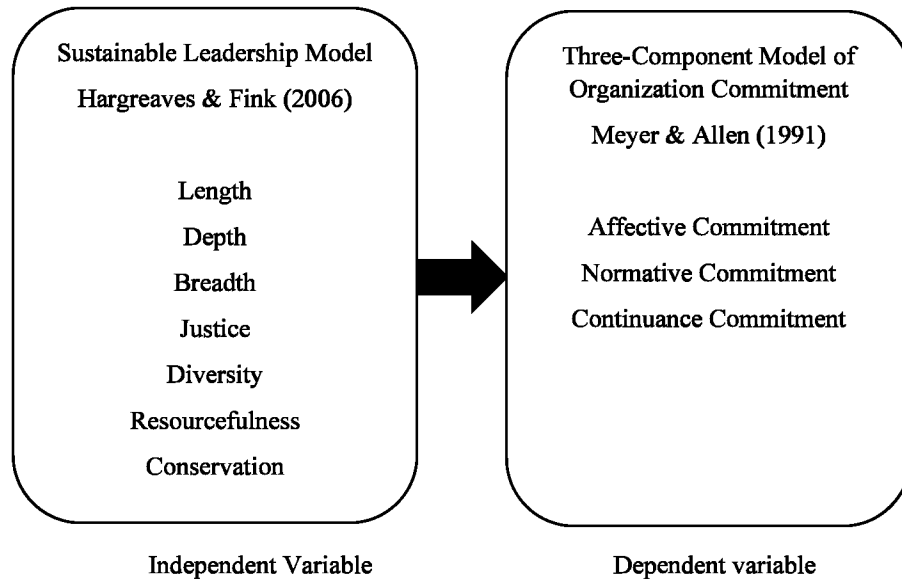 Sustainable Leadership Model
Hargreaves & Fink (2006)
Length
Depth
Breadth
Justice
Diversity
Resourcefulness
Conservation
Three-Component Model of
Organization Commitment
Meyer & Allen (1991)
Affective Commitment
Normative Commitment
Continuance Commitment
Independent Variable
Dependent variable